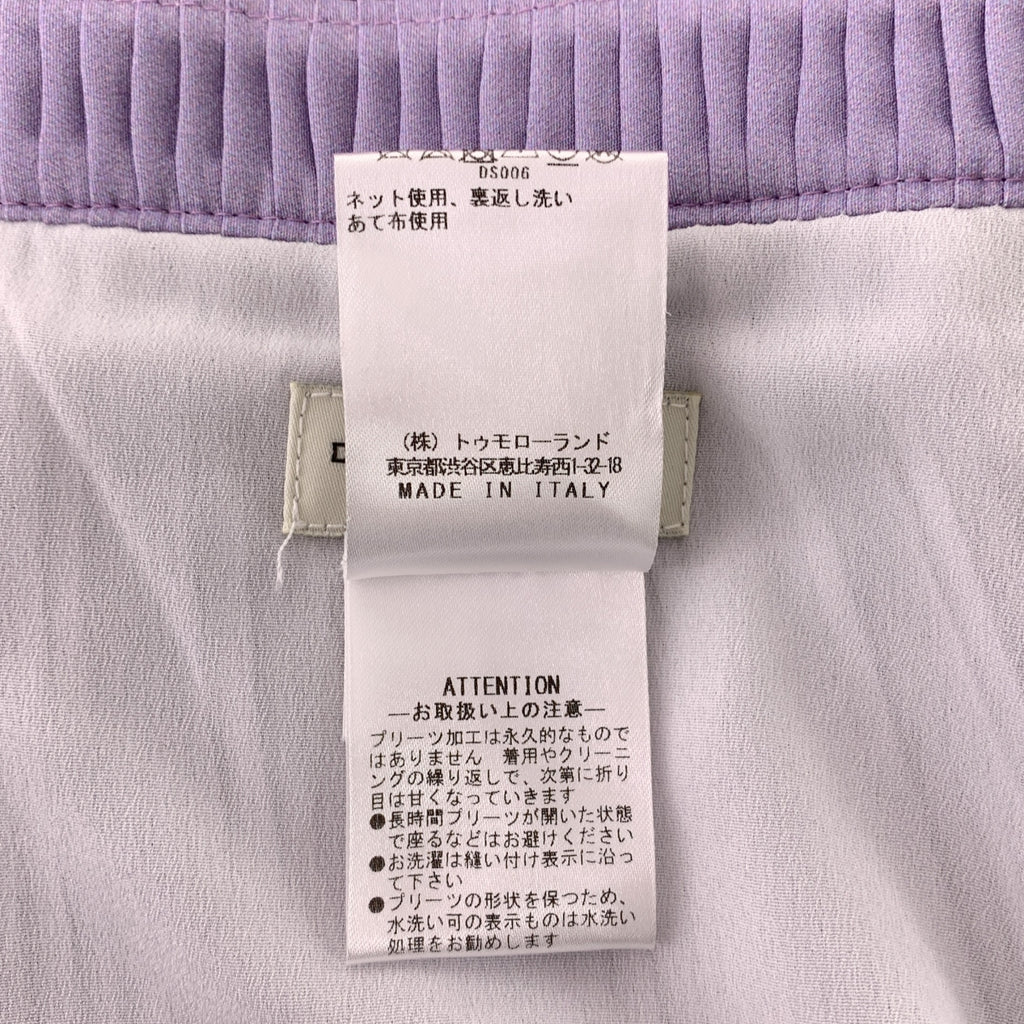 DS006
ネット使用、裏返し洗い
あて布使用
(株) トゥモローランド
東京都渋谷区恵比寿西1-32-18
MADE IN ITALY
ATTENTION
―お取扱い上の注意―
プリーツ加工は永久的なもので
はありません 着用やクリーニ
ングの繰り返しで、次第に折り
目は甘くなっていきます
●長時間プリーツが開いた状態
で座るなどはお避けください
●お洗濯は縫い付け表示に沿っ
て下さい
●プリーツの形状を保つため、
水洗い可の表示ものは水洗い
処理をお勧めします